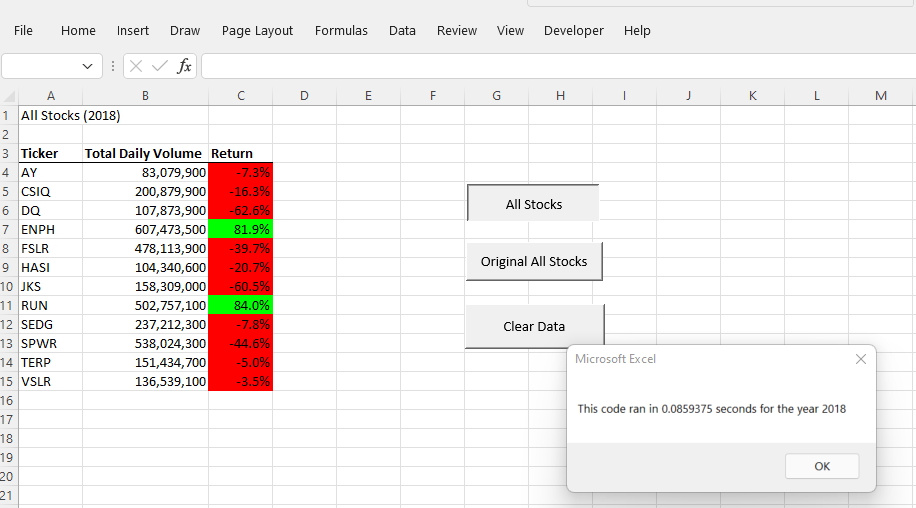 File Home Insert Draw Page Layout Formulas Data Review View Developer Help
fx
A B C D E F G H I J K L M
1 All Stocks (2018)
2
3 Ticker Total Daily Volume Return
4 AY 83,079,900 -7.3%
5 CSIQ 200,879,900 -16.3%
6 DQ 107,873,900 -62.6%
7 ENPH 607,473,500 81.9%
8 FSLR 478,113,900 -39.7%
9 HASI 104,340,600 -20.7%
10 JKS 158,309,000 -60.5%
11 RUN 502,757,100 84.0%
12 SEDG 237,212,300 -7.8%
13 SPWR 538,024,300 -44.6%
14 TERP 151,434,700 -5.0%
15 VSLR 136,539,100 -3.5%
16
17
18
19
20
21
All Stocks
Original All Stocks
Clear Data
Microsoft Excel
This code ran in 0.0859375 seconds for the year 2018
OK